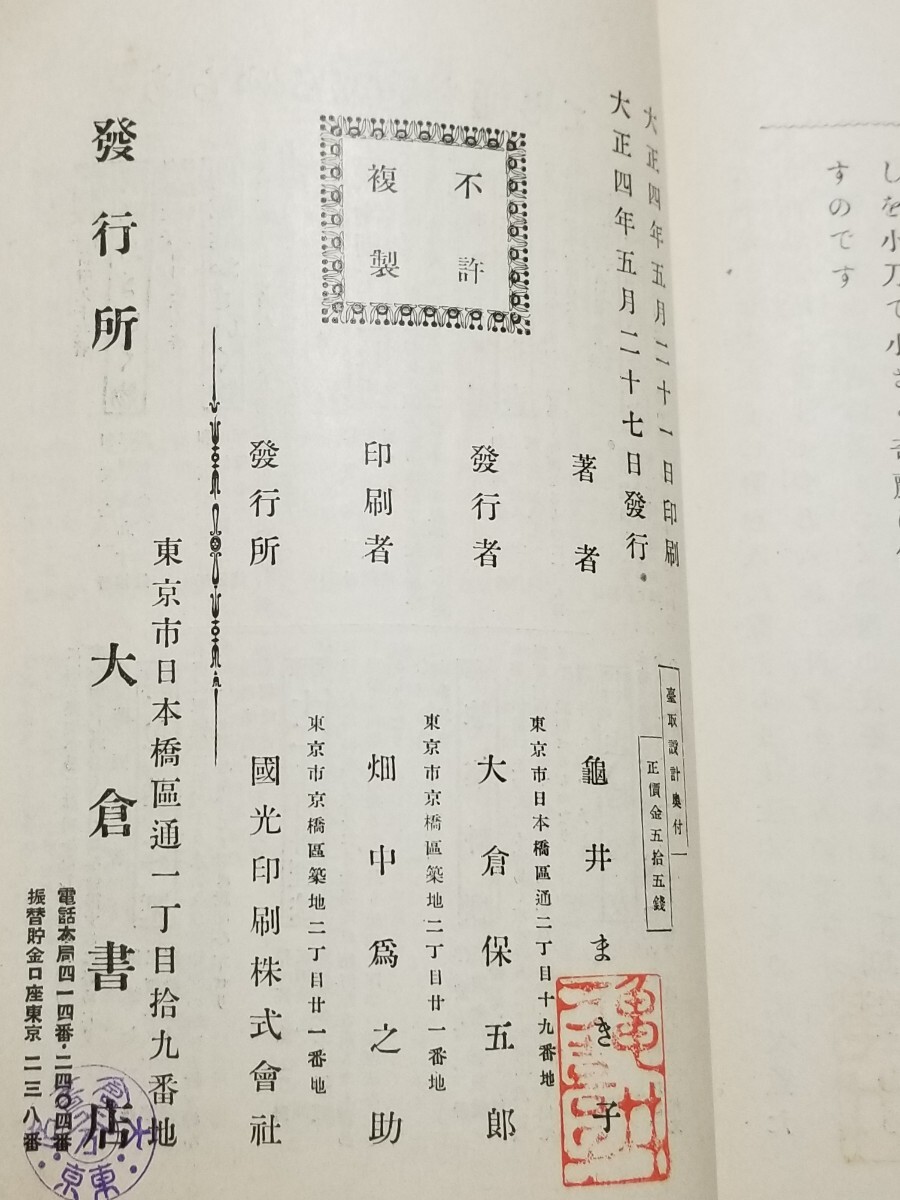 しを小刀で小さ
すのです
大正四年五月二十一日印刷
大正四年五月二十七日發行
不許
複製
臺取設計奥付
正價金五拾五錢
著者 龜井まき子
東京市日本橋區通二丁目十九番地
發行者 大倉保五郎
東京市京橋區築地二丁目廿一番地
印刷者 畑中爲之助
東京市京橋區築地二丁目廿一番地
發行所 國光印刷株式會社
東京市日本橋區通一丁目拾九番地
發行所 大倉書店
電話本局四一四番・二四〇四番
振替貯金口座東京二三八番
龜井
東京